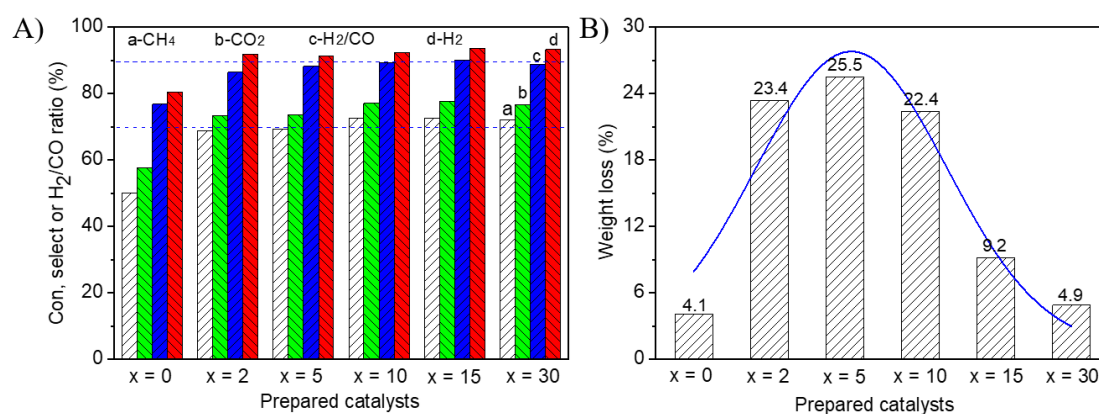 A)
Con, select or H2/CO ratio (%)
100
80
60
40
20
0
a-CH4 b-CO2 c-H2/CO d-H2
a
b
c
d
x = 0 x = 2 x = 5 x = 10 x = 15 x = 30
Prepared catalysts
B)
Weight loss (%)
30
24
18
12
6
0
4.1
23.4
25.5
22.4
9.2
4.9
x = 0 x = 2 x = 5 x = 10 x = 15 x = 30
Prepared catalysts